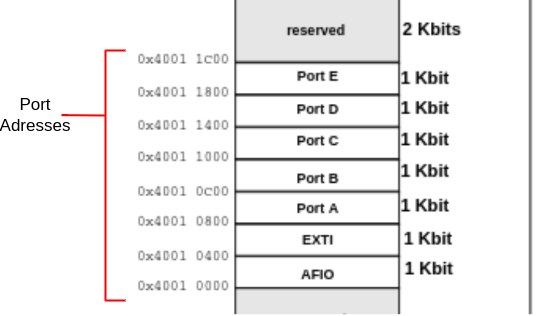 reserved 2 Kbits
0x4001 1c00
Port E 1 Kbit
0x4001 1800
Port D 1 Kbit
0x4001 1400
Port C 1 Kbit
0x4001 1000
Port B 1 Kbit
0x4001 0c00
Port A 1 Kbit
0x4001 0800
EXTI 1 Kbit
0x4001 0400
AFIO 1 Kbit
0x4001 0000
Port
Adresses